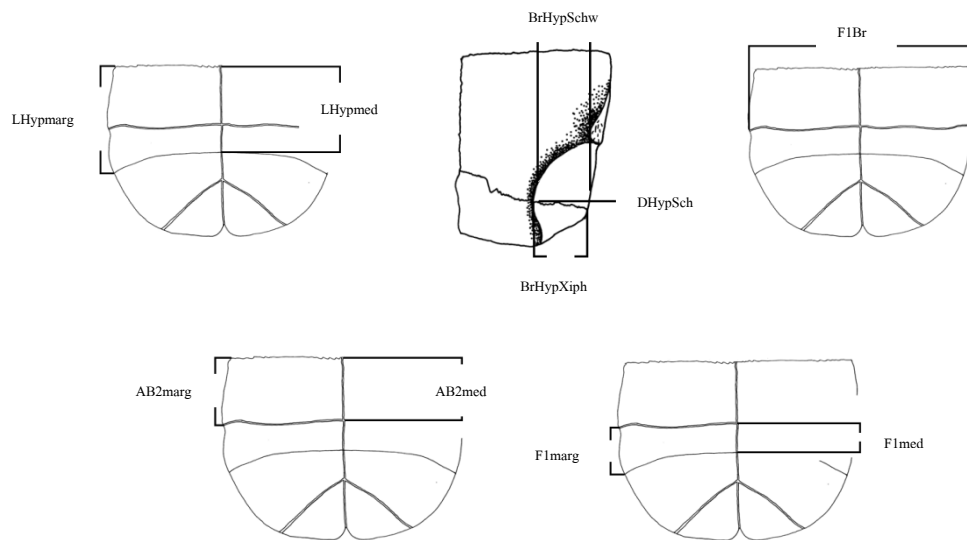 BrHypSchw
F1Br
LHypmarg
LHypmed
DHypSch
BrHypXiph
AB2marg
AB2med
F1marg
F1med